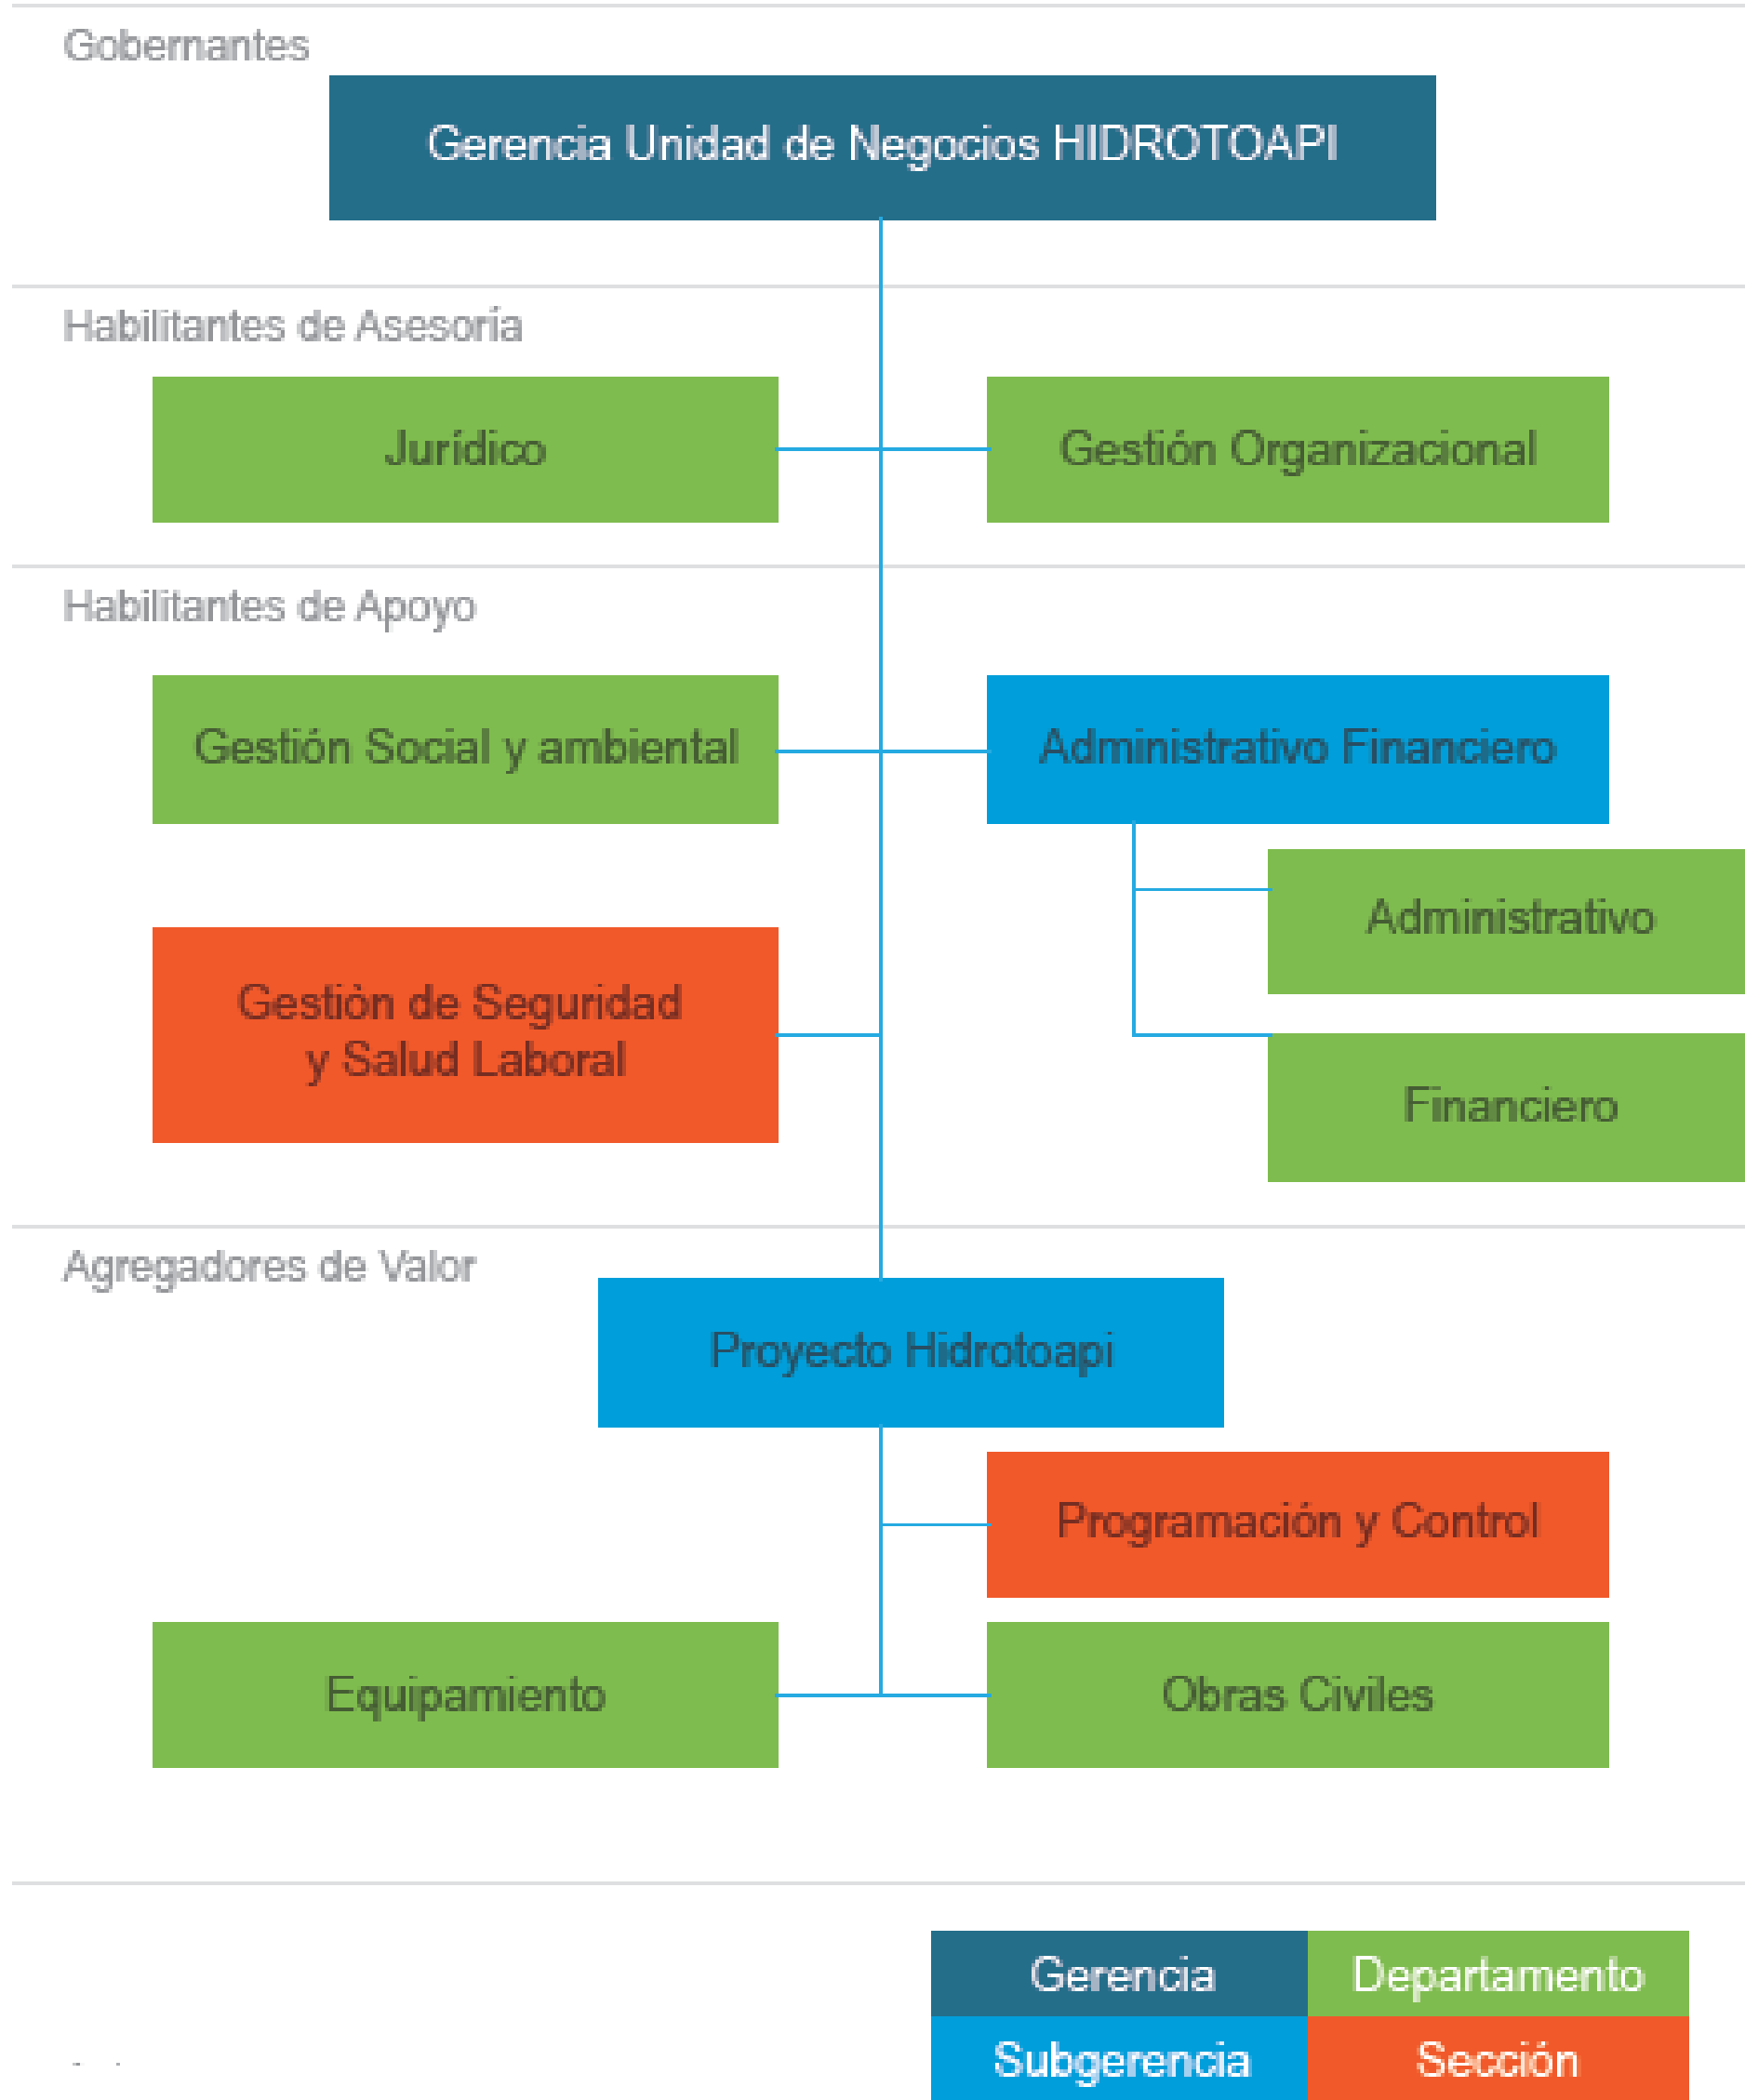 Gobernantes
Gerencia Unidad de Negocios HIDROTOAPI
Habilitantes de Asesoría
Jurídico
Gestión Organizacional
Habilitantes de Apoyo
Gestión Social y ambiental
Administrativo Financiero
Administrativo
Gestiòn de Seguridad
y Salud Laboral
Financiero
Agregadores de Valor
Proyecto Hidrotoapi
Programación y Control
Equipamiento
Obras Civiles
Gerencia
Departamento
Subgerencia
Sección